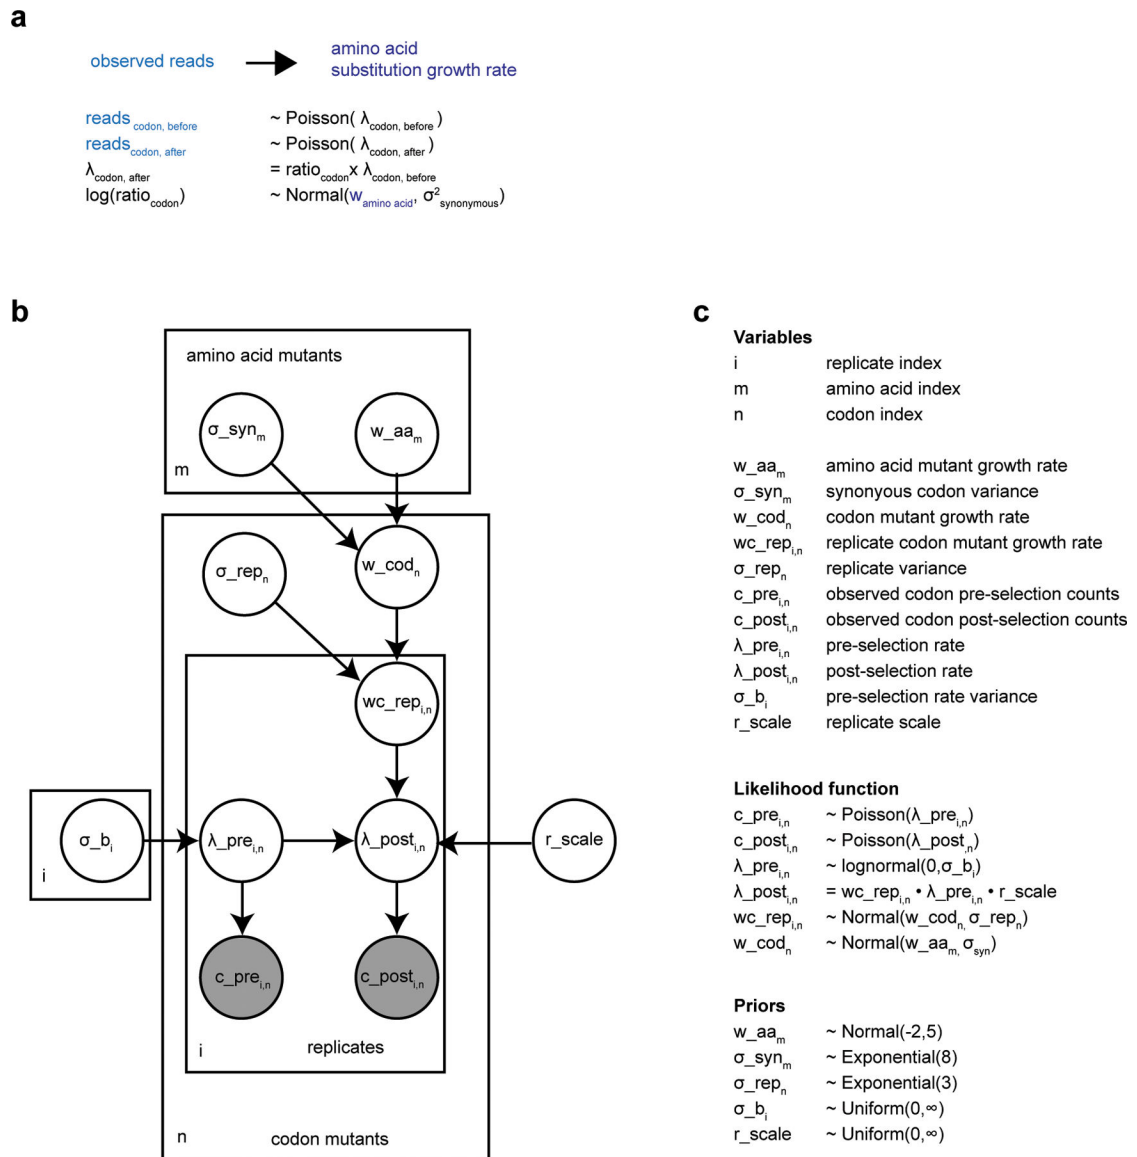 a
observed reads
amino acid
substitution growth rate
reads codon, before ~ Poisson( λ codon, before )
reads codon, after ~ Poisson( λ codon, after )
λ codon, after = ratio codon x λ codon, before
log(ratio codon) ~ Normal(w amino acid, σ² synonymous)
b
amino acid mutants
σ_syn m
w_aa m
m
σ_rep n
w_cod n
wc_rep i,n
σ_b i
i
λ_pre i,n
λ_post i,n
r_scale
c_pre i,n
c_post i,n
i
replicates
n
codon mutants
c
Variables
i replicate index
m amino acid index
n codon index
w_aa m amino acid mutant growth rate
σ_syn m synonyous codon variance
w_cod n codon mutant growth rate
wc_rep i,n replicate codon mutant growth rate
σ_rep n replicate variance
c_pre i,n observed codon pre-selection counts
c_post i,n observed codon post-selection counts
λ_pre i,n pre-selection rate
λ_post i,n post-selection rate
σ_b i pre-selection rate variance
r_scale replicate scale
Likelihood function
c_pre i,n ~ Poisson(λ_pre i,n)
c_post i,n ~ Poisson(λ_post ,n)
λ_pre i,n ~ lognormal(0,σ_b i)
λ_post i,n = wc_rep i,n • λ_pre i,n • r_scale
wc_rep i,n ~ Normal(w_cod n, σ_rep n)
w_cod n ~ Normal(w_aa m, σ syn)
Priors
w_aa m ~ Normal(-2,5)
σ_syn m ~ Exponential(8)
σ_rep n ~ Exponential(3)
σ_b i ~ Uniform(0,∞)
r_scale ~ Uniform(0,∞)